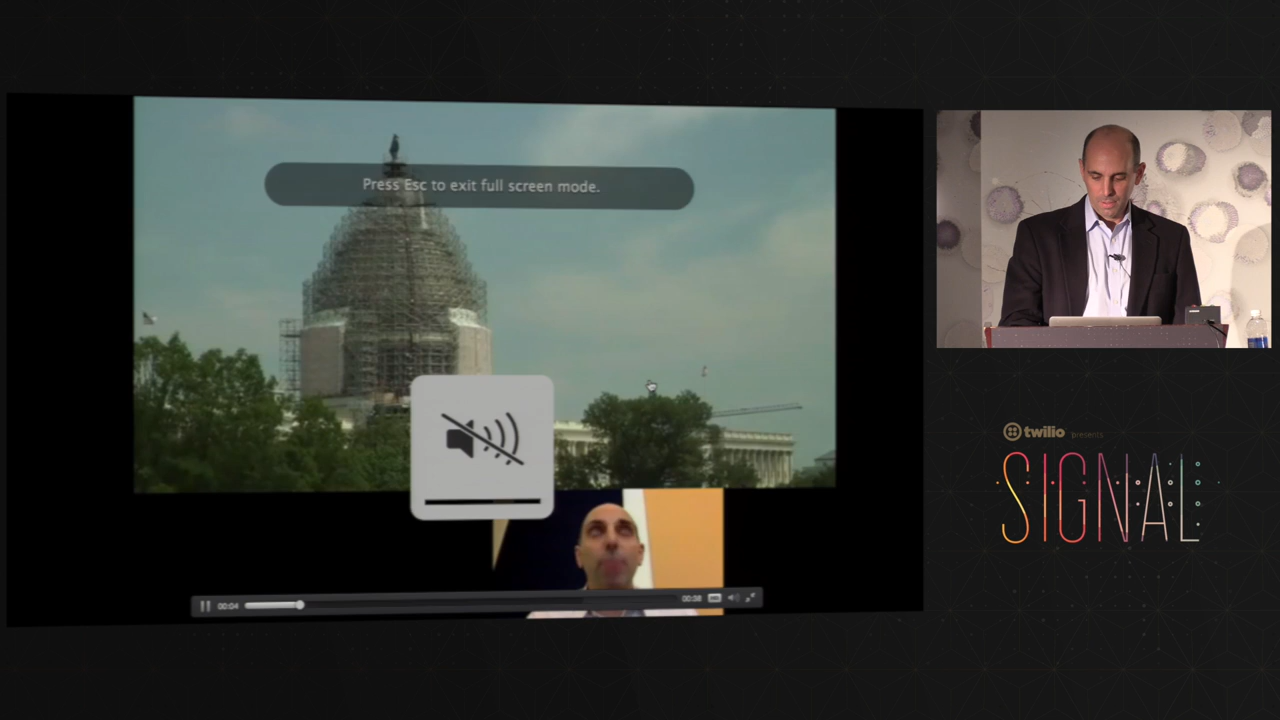 Press Esc to exit full screen mode.
00:04
00:08
twilio presents
SIGNAL